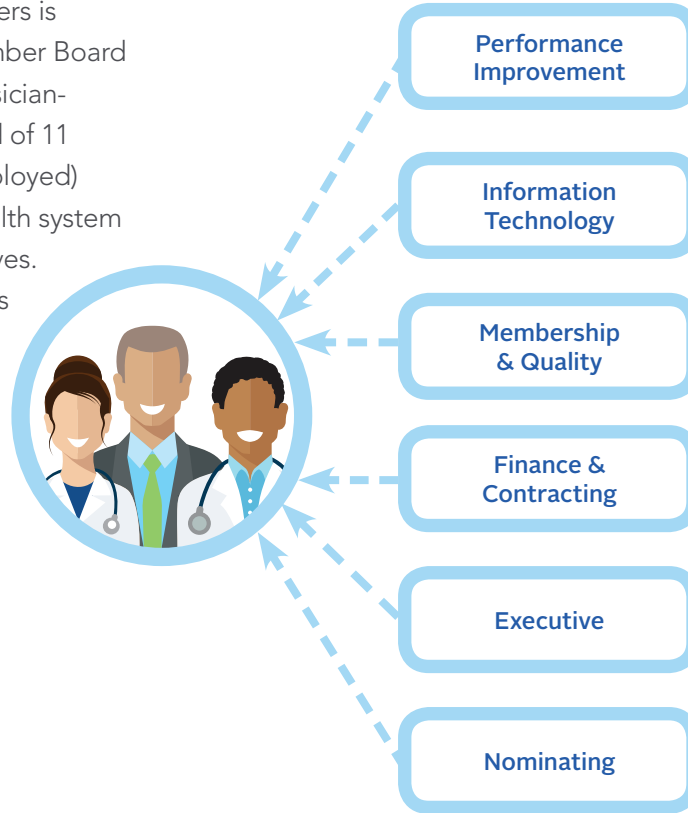 ers is
mber Board
sician-
of 11
ployed)
lth system
ves.
s
Performance
Improvement
Information
Technology
Membership
& Quality
Finance &
Contracting
Executive
Nominating